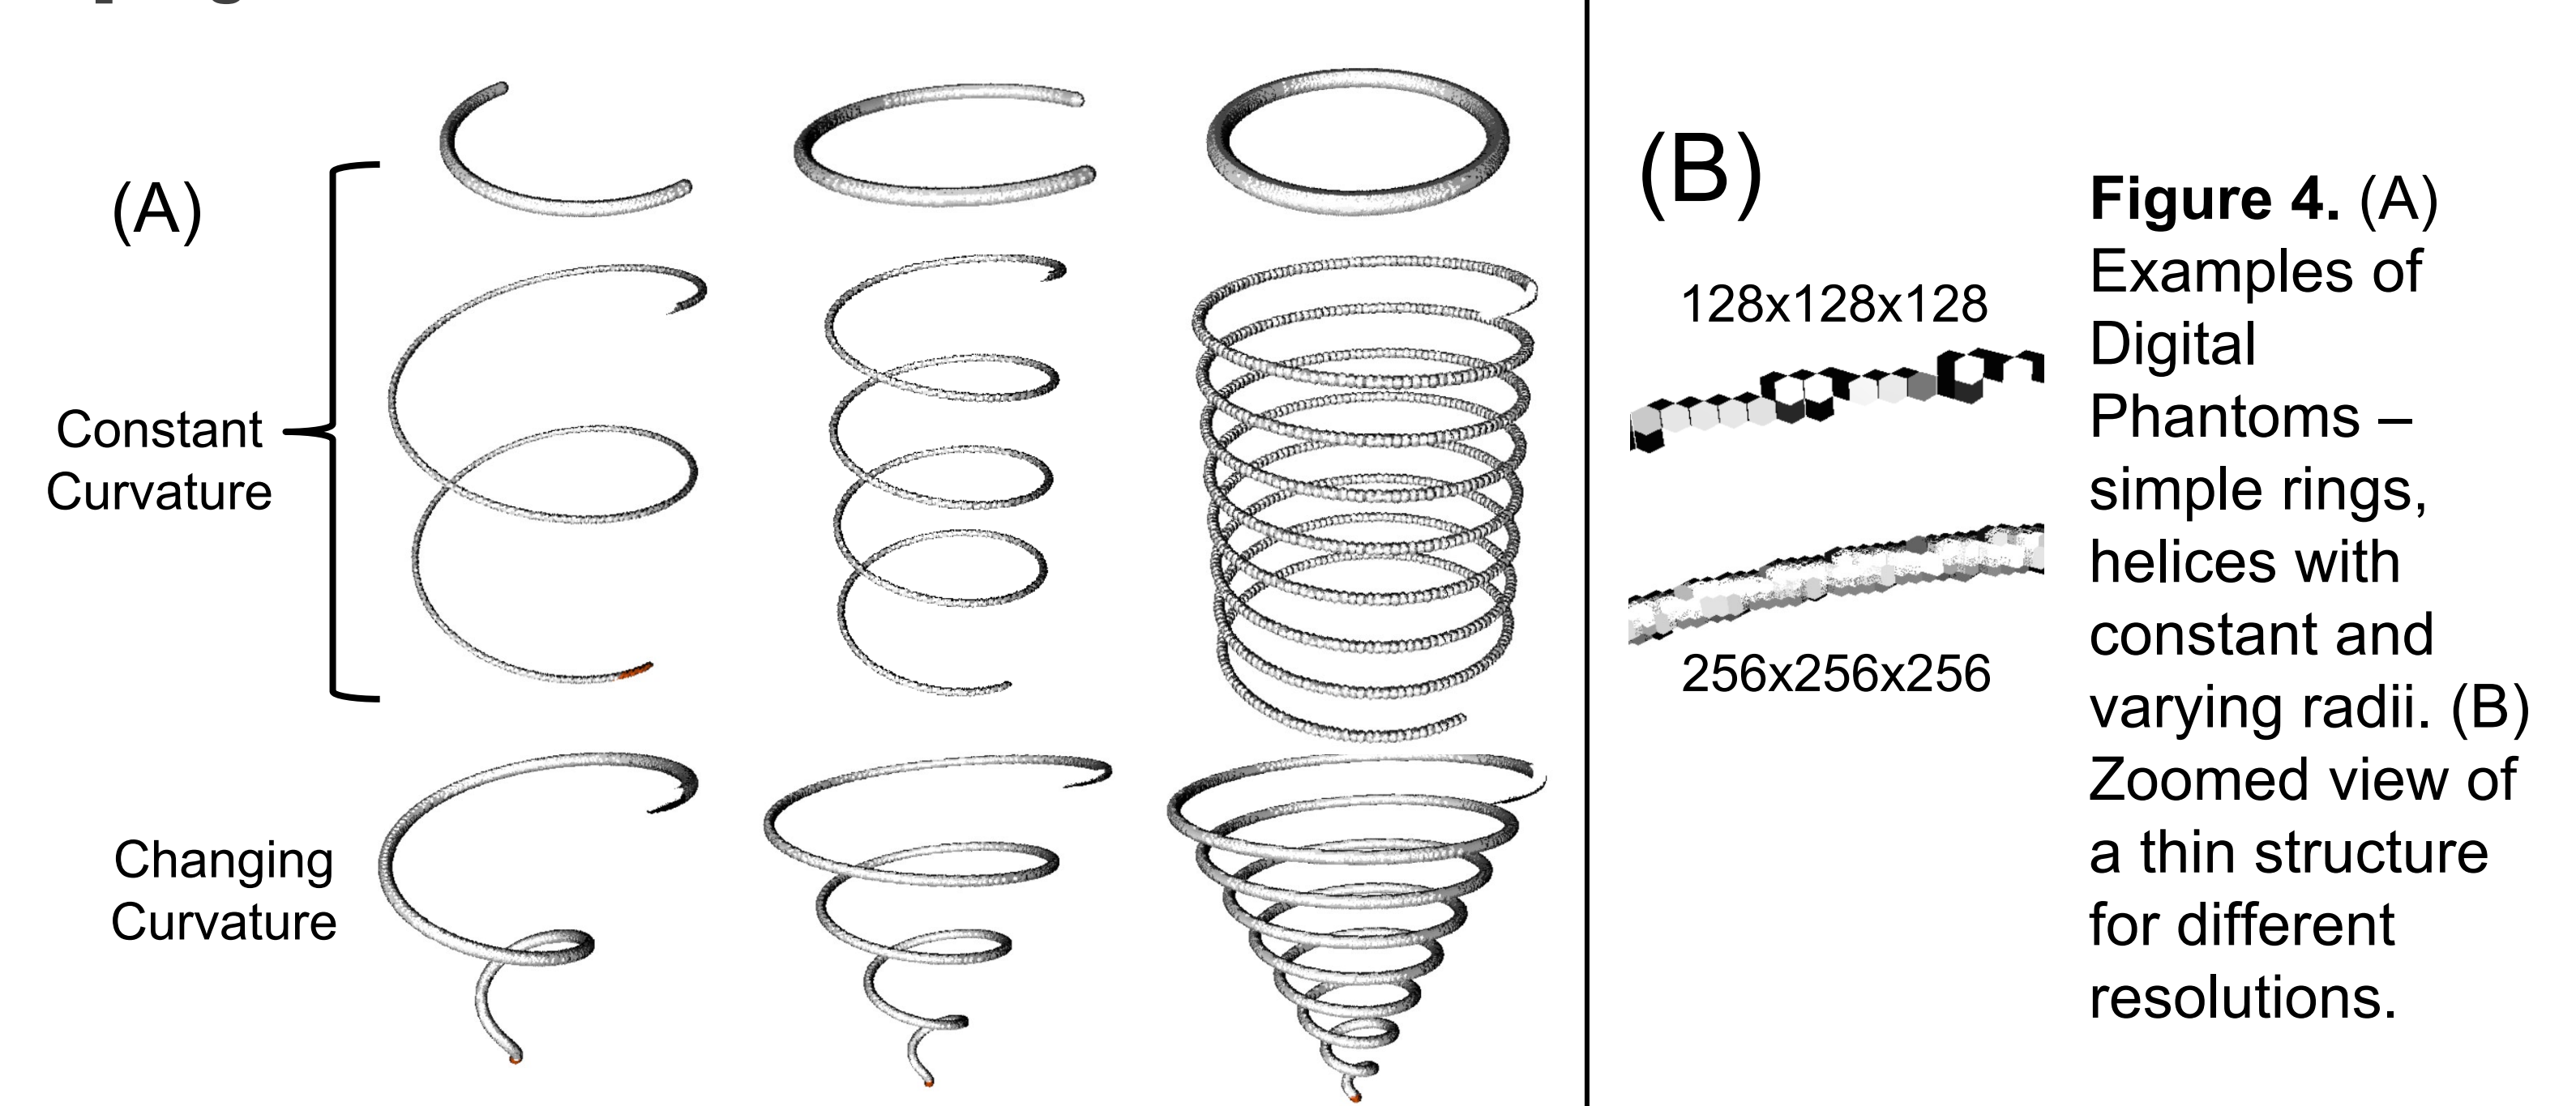 (A)
Constant
Curvature
Changing
Curvature
(B)
128x128x128
256x256x256
Figure 4. (A)
Examples of
Digital
Phantoms –
simple rings,
helices with
constant and
varying radii. (B)
Zoomed view of
a thin structure
for different
resolutions.